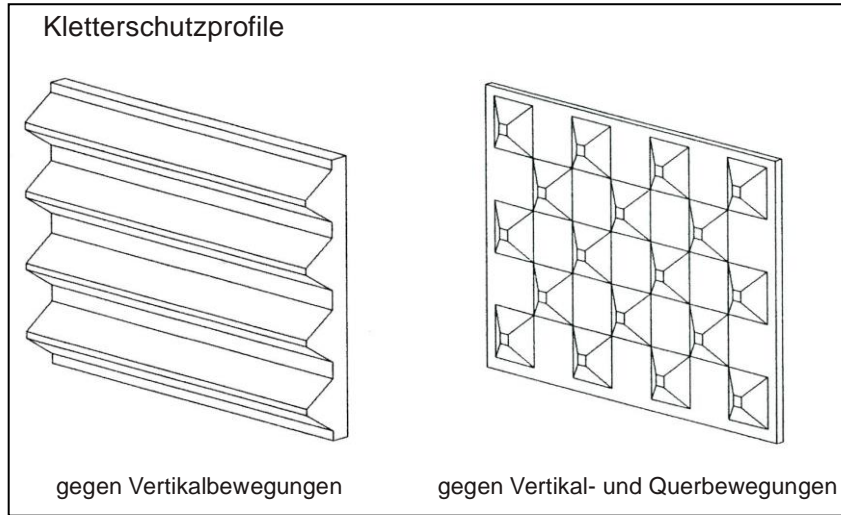 Kletterschutzprofile
gegen Vertikalbewegungen
gegen Vertikal- und Querbewegungen